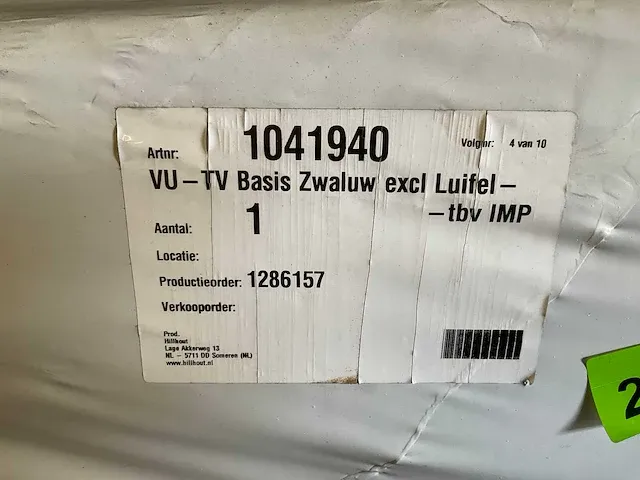 Artnr: 1041940 Volgnr: 4 van 10
VU – TV Basis Zwaluw excl Luifel –
– tbv IMP
Aantal: 1
Locatie:
Productieorder: 1286157
Verkooporder:
Prod.
Hillhout
Lage Akkerweg 13
NL – 5711 DD Someren (NL)
www.hillhout.nl
2